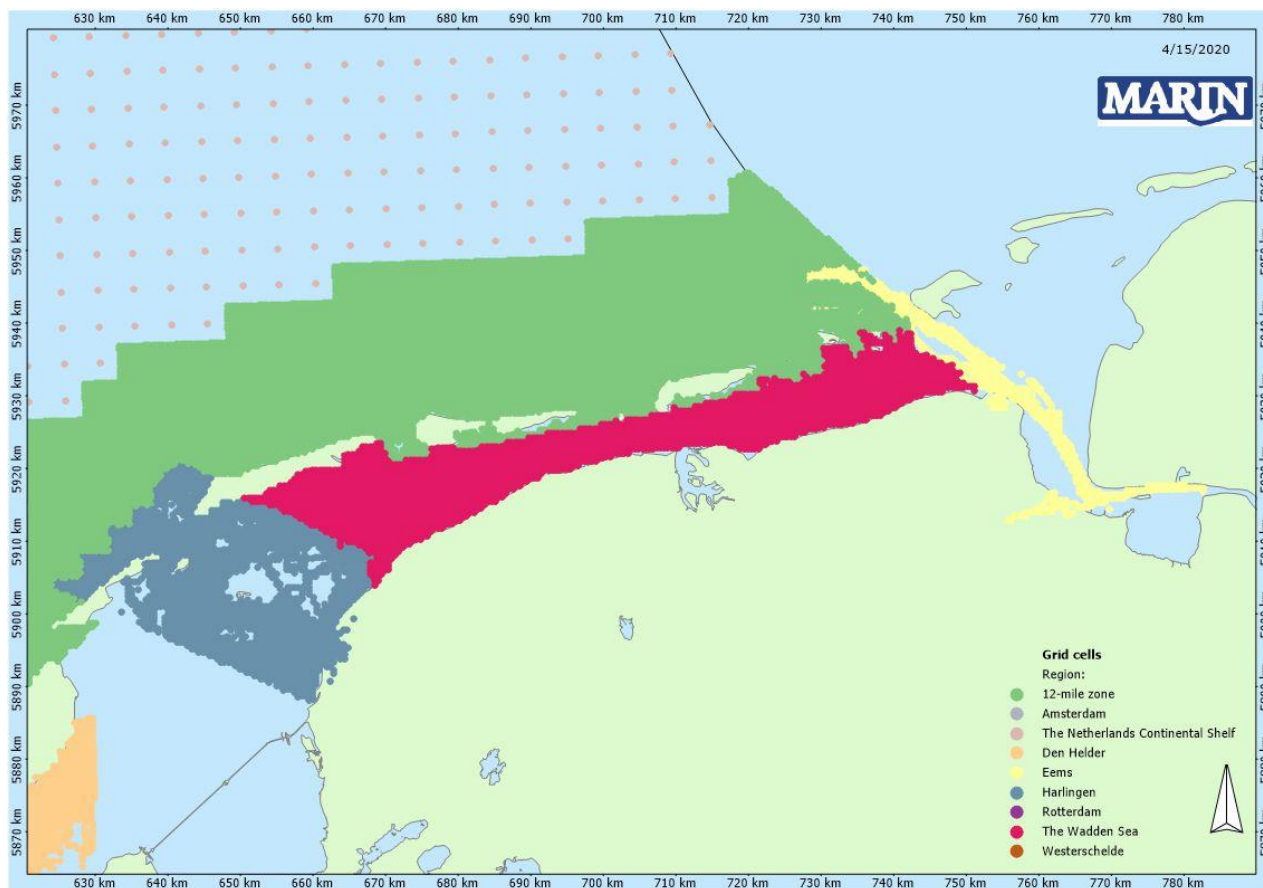 630 km 640 km 650 km 660 km 670 km 680 km 690 km 700 km 710 km 720 km 730 km 740 km 750 km 760 km 770 km 780 km
4/15/2020
MARIN
5970 km
5960 km
5950 km
5940 km
5930 km
5920 km
5910 km
5900 km
5890 km
5880 km
5870 km
Grid cells
Region:
12-mile zone
Amsterdam
The Netherlands Continental Shelf
Den Helder
Eems
Harlingen
Rotterdam
The Wadden Sea
Westerschelde
630 km 640 km 650 km 660 km 670 km 680 km 690 km 700 km 710 km 720 km 730 km 740 km 750 km 760 km 770 km 780 km